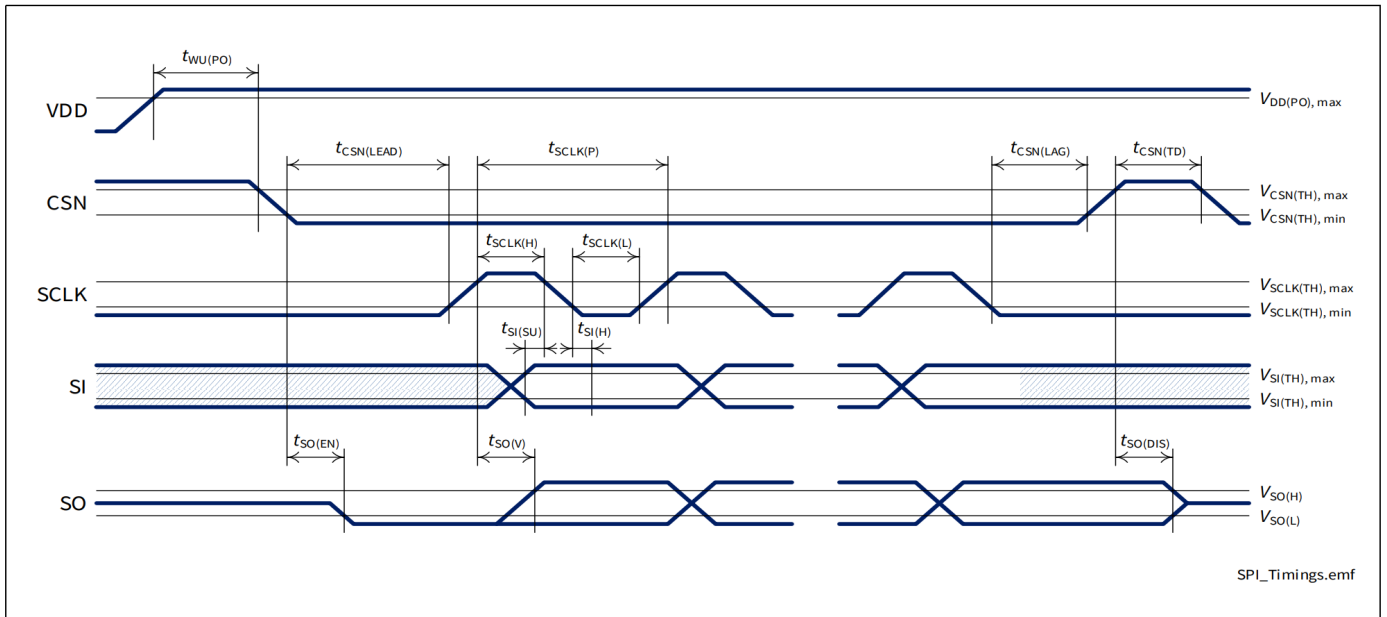 tWU(PO)
VDD
VDD(PO), max
tCSN(LEAD) tSCLK(P) tCSN(LAG) tCSN(TD)
CSN
VCSN(TH), max
VCSN(TH), min
tSCLK(H) tSCLK(L)
SCLK
VSCLK(TH), max
VSCLK(TH), min
tSI(SU) tSI(H)
SI
VSI(TH), max
VSI(TH), min
tSO(EN) tSO(V) tSO(DIS)
SO
VSO(H)
VSO(L)
SPI_Timings.emf